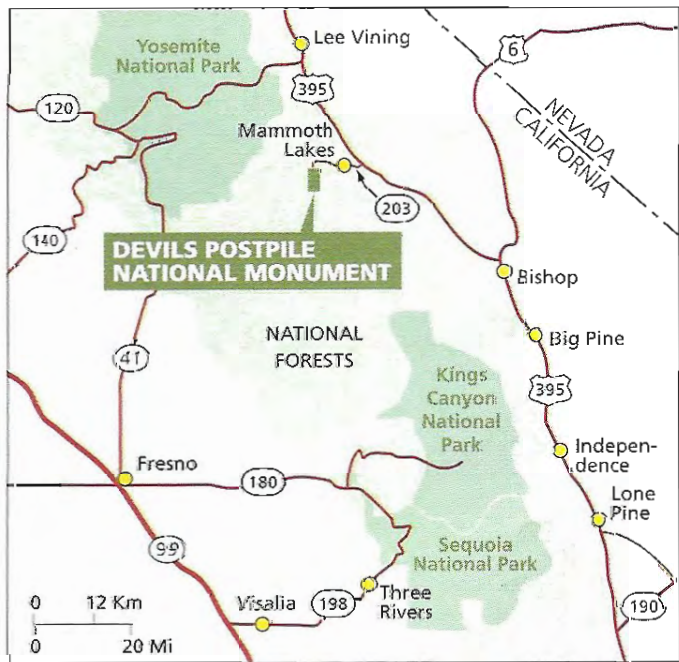 Lee Vining
Yosemite
National Park
6
395
120
NEVADA
CALIFORNIA
Mammoth
Lakes
203
140
DEVILS POSTPILE
NATIONAL MONUMENT
Bishop
NATIONAL
FORESTS
Big Pine
41
Kings
Canyon
National
Park
395
Fresno
180
Indepen-
dence
Lone
Pine
99
Sequoia
National Park
0 12 Km
0 20 Mi
Visalia
198
Three
Rivers
190